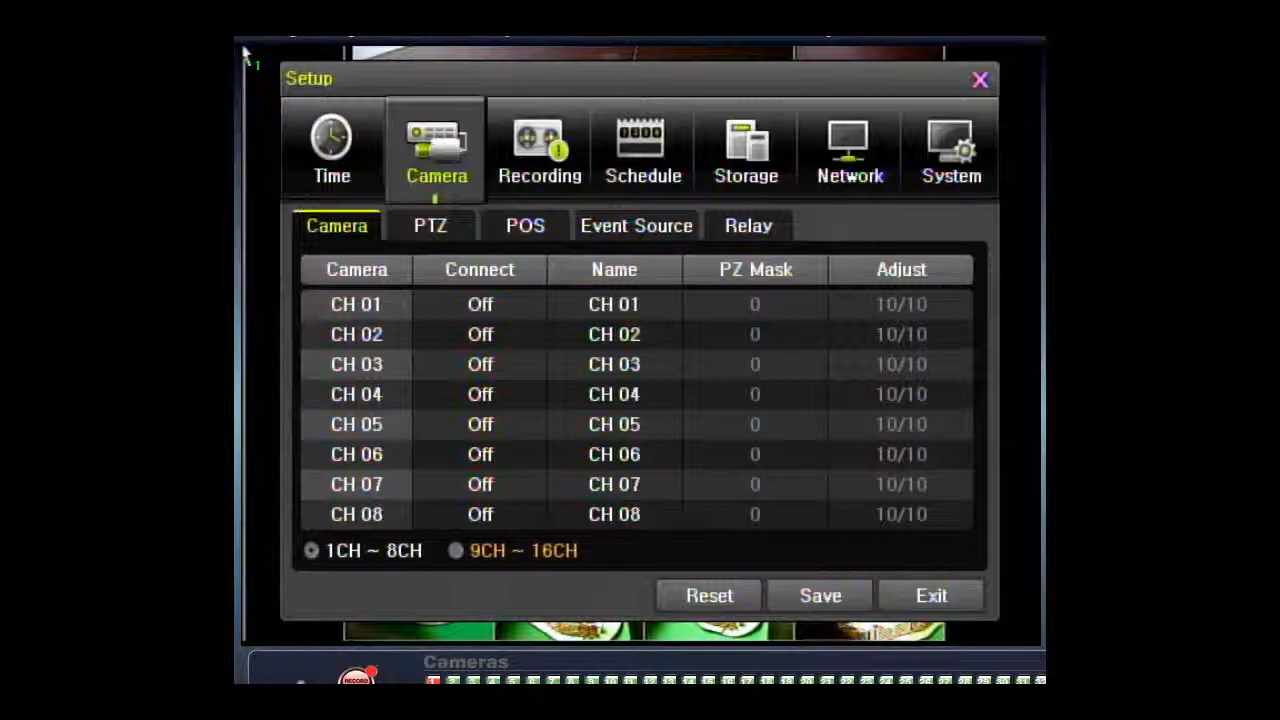 1
Setup X
Time Camera Recording Schedule Storage Network System
Camera PTZ POS Event Source Relay
Camera Connect Name PZ Mask Adjust
CH 01 Off CH 01 0 10/10
CH 02 Off CH 02 0 10/10
CH 03 Off CH 03 0 10/10
CH 04 Off CH 04 0 10/10
CH 05 Off CH 05 0 10/10
CH 06 Off CH 06 0 10/10
CH 07 Off CH 07 0 10/10
CH 08 Off CH 08 0 10/10
1CH ~ 8CH 9CH ~ 16CH
Reset Save Exit
Cameras
RECORD